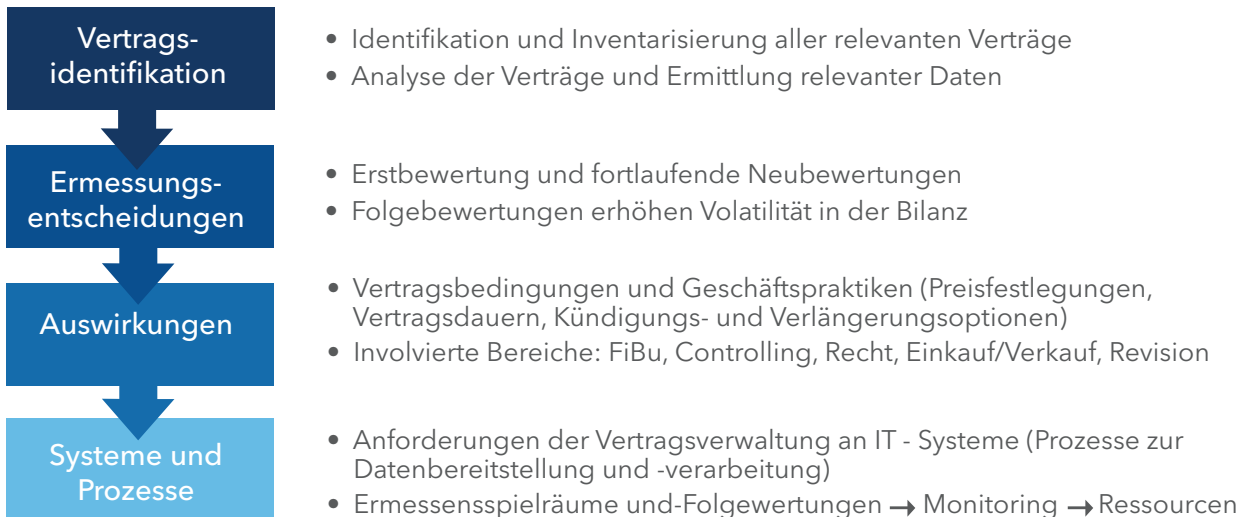 Vertrags-
identifikation
• Identifikation und Inventarisierung aller relevanten Verträge
• Analyse der Verträge und Ermittlung relevanter Daten
Ermessungs-
entscheidungen
• Erstbewertung und fortlaufende Neubewertungen
• Folgebewertungen erhöhen Volatilität in der Bilanz
Auswirkungen
• Vertragsbedingungen und Geschäftspraktiken (Preisfestlegungen,
Vertragsdauern, Kündigungs- und Verlängerungsoptionen)
• Involvierte Bereiche: FiBu, Controlling, Recht, Einkauf/Verkauf, Revision
Systeme und
Prozesse
• Anforderungen der Vertragsverwaltung an IT - Systeme (Prozesse zur
Datenbereitstellung und -verarbeitung)
• Ermessensspielräume und-Folgewertungen → Monitoring → Ressourcen